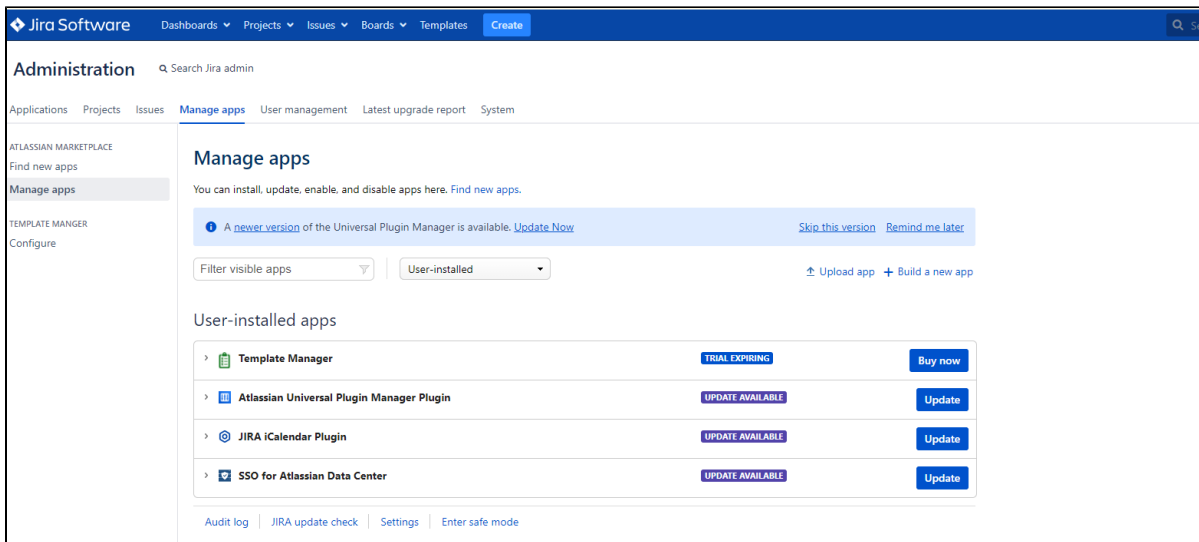 Jira Software Dashboards Projects Issues Boards Templates Create
Administration Search Jira admin
Applications Projects Issues Manage apps User management Latest upgrade report System
ATLASSIAN MARKETPLACE
Find new apps
Manage apps
TEMPLATE MANGER
Configure
Manage apps
You can install, update, enable, and disable apps here. Find new apps.
A newer version of the Universal Plugin Manager is available. Update Now Skip this version Remind me later
Filter visible apps User-installed Upload app Build a new app
User-installed apps
Template Manager TRIAL EXPIRING Buy now
Atlassian Universal Plugin Manager Plugin UPDATE AVAILABLE Update
JIRA iCalendar Plugin UPDATE AVAILABLE Update
SSO for Atlassian Data Center UPDATE AVAILABLE Update
Audit log JIRA update check Settings Enter safe mode